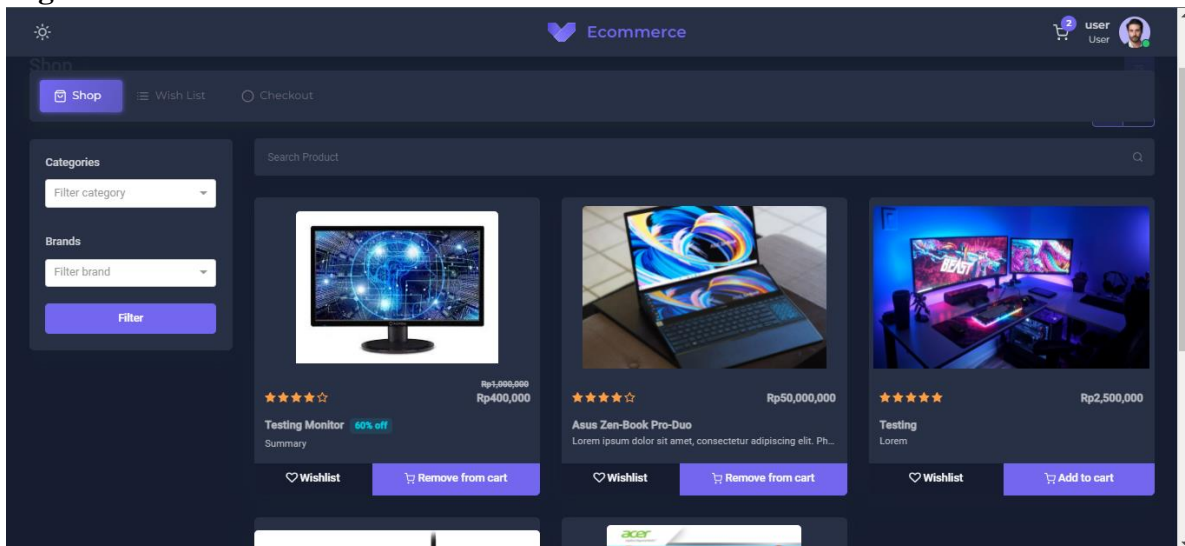 Ecommerce
2
user
User
Shop
Shop
Wish List
Checkout
Categories
Filter category
Brands
Filter brand
Filter
Search Product
BEAST
Rp1,000,000
Rp400,000
Testing Monitor 60% off
Summary
Wishlist
Remove from cart
Rp50,000,000
Asus Zen-Book Pro-Duo
Lorem ipsum dolor sit amet, consectetur adipiscing elit. Ph...
Wishlist
Remove from cart
Rp2,500,000
Testing
Lorem
Wishlist
Add to cart
acer